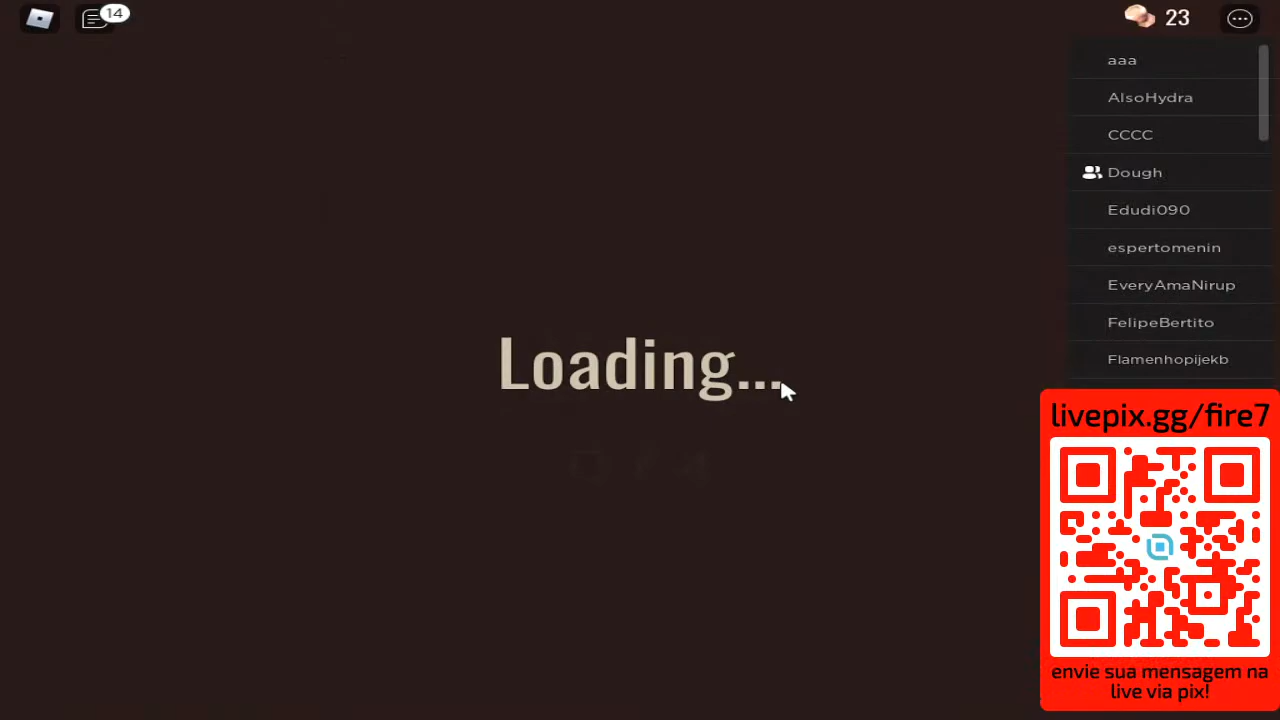 14
23
aaa
AlsoHydra
CCCC
Dough
Edudi090
espertomenin
EveryAmaNirup
FelipeBertito
Flamenhopijekb
Loading...
livepix.gg/fire7
envie sua mensagem na
live via pix!